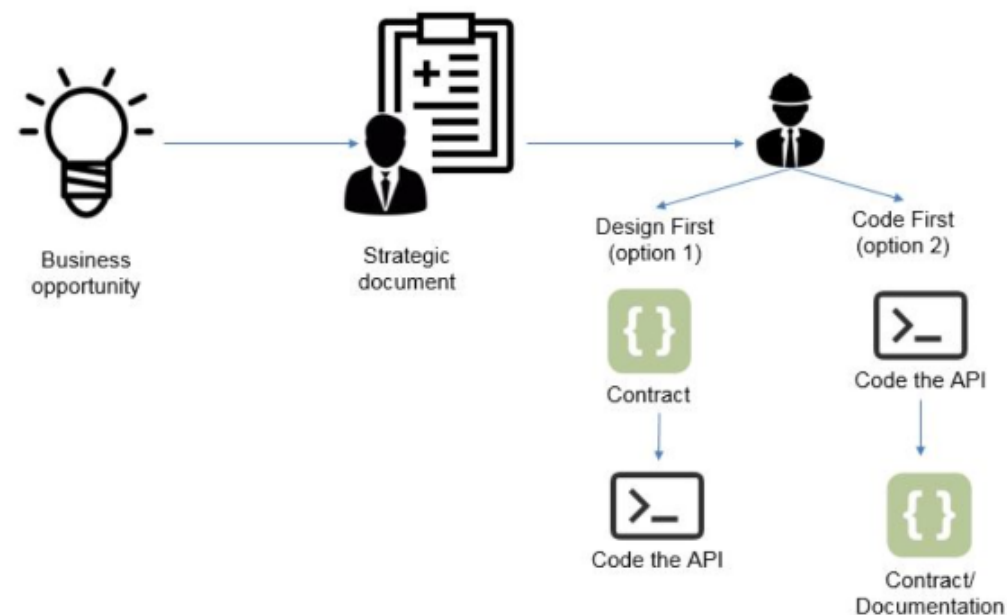 Business
opportunity
Strategic
document
Design First
(option 1)
Contract
Code the API
Code First
(option 2)
Code the API
Contract/
Documentation